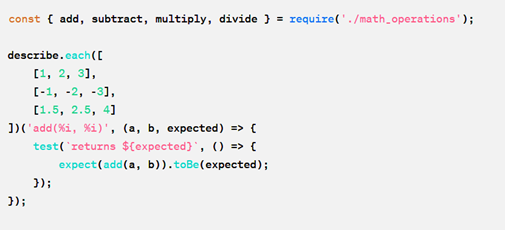 const { add, subtract, multiply, divide } = require('./math_operations');
describe.each([
    [1, 2, 3],
    [-1, -2, -3],
    [1.5, 2.5, 4]
])('add(%i, %i)', (a, b, expected) => {
    test(`returns ${expected}`, () => {
        expect(add(a, b)).toBe(expected);
    });
});